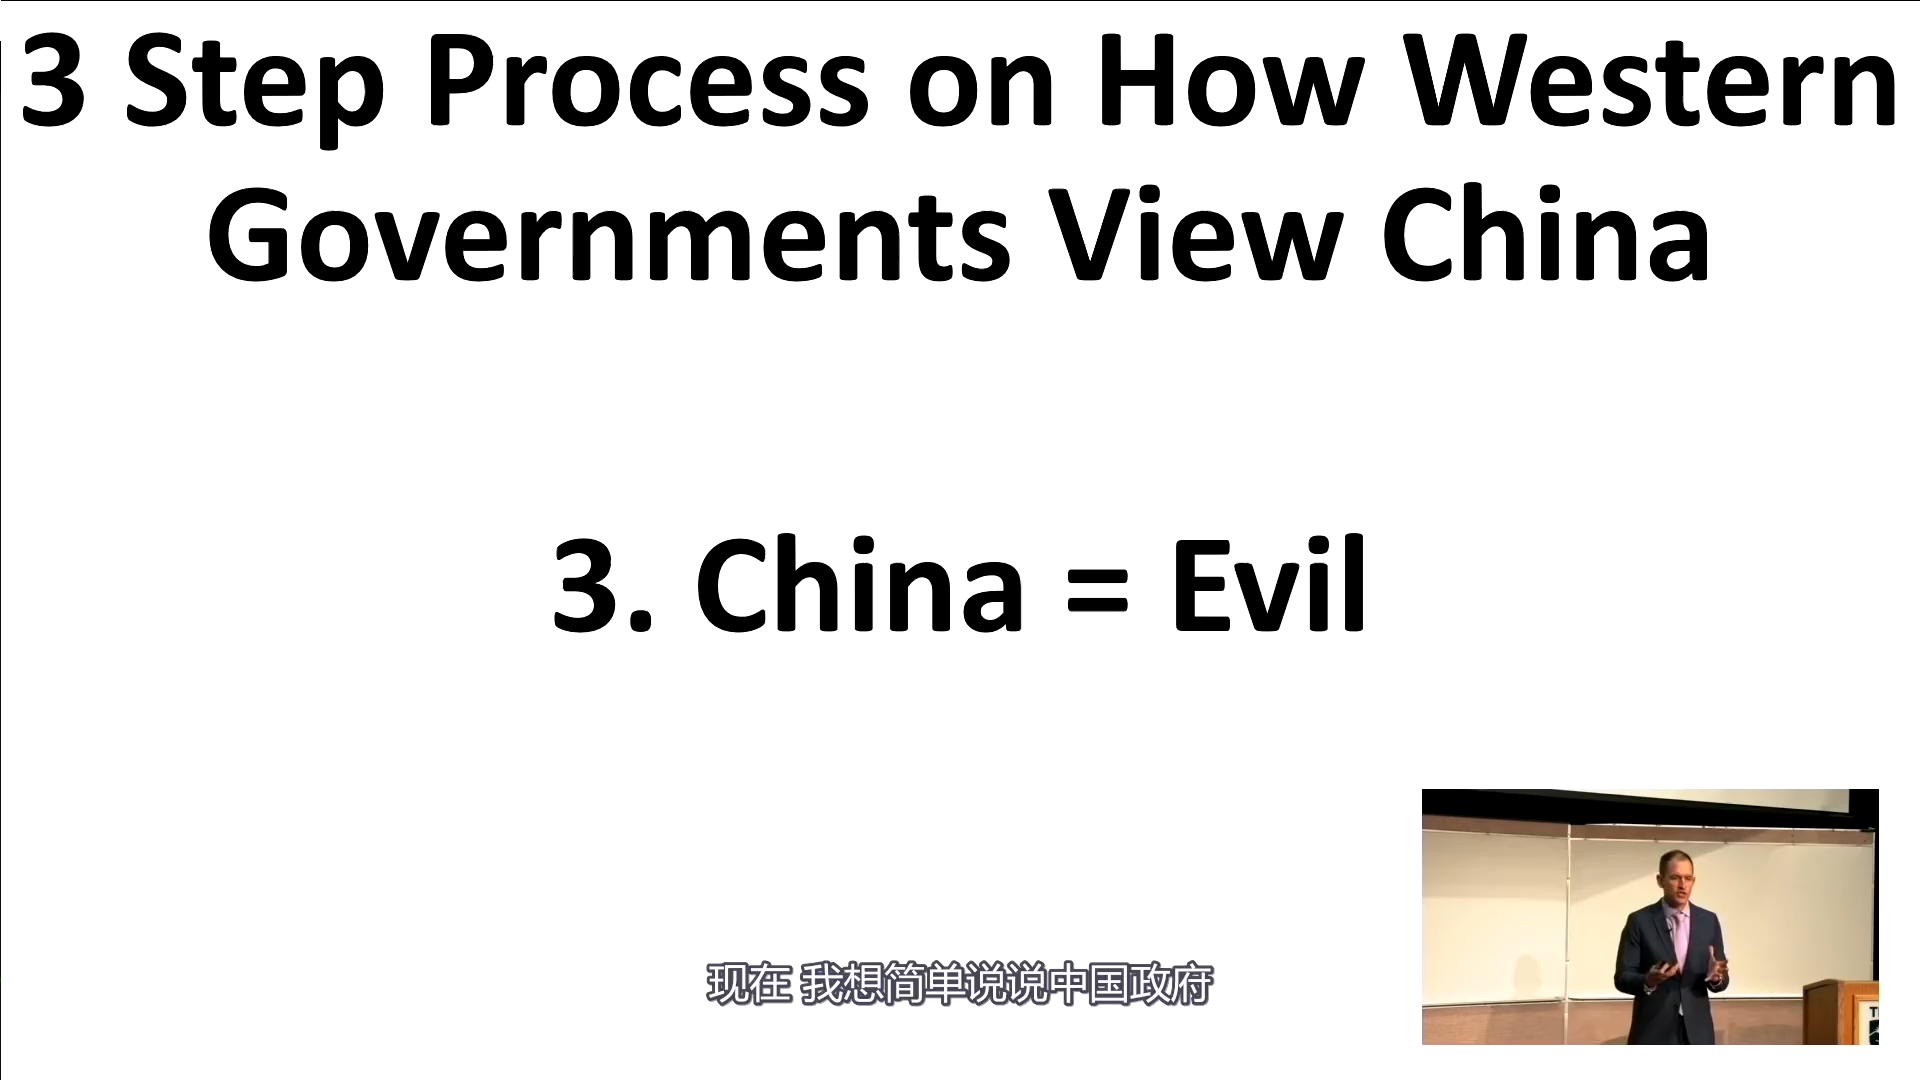 3 Step Process on How Western
Governments View China
3. China = Evil
现在 我想简单说说中国政府